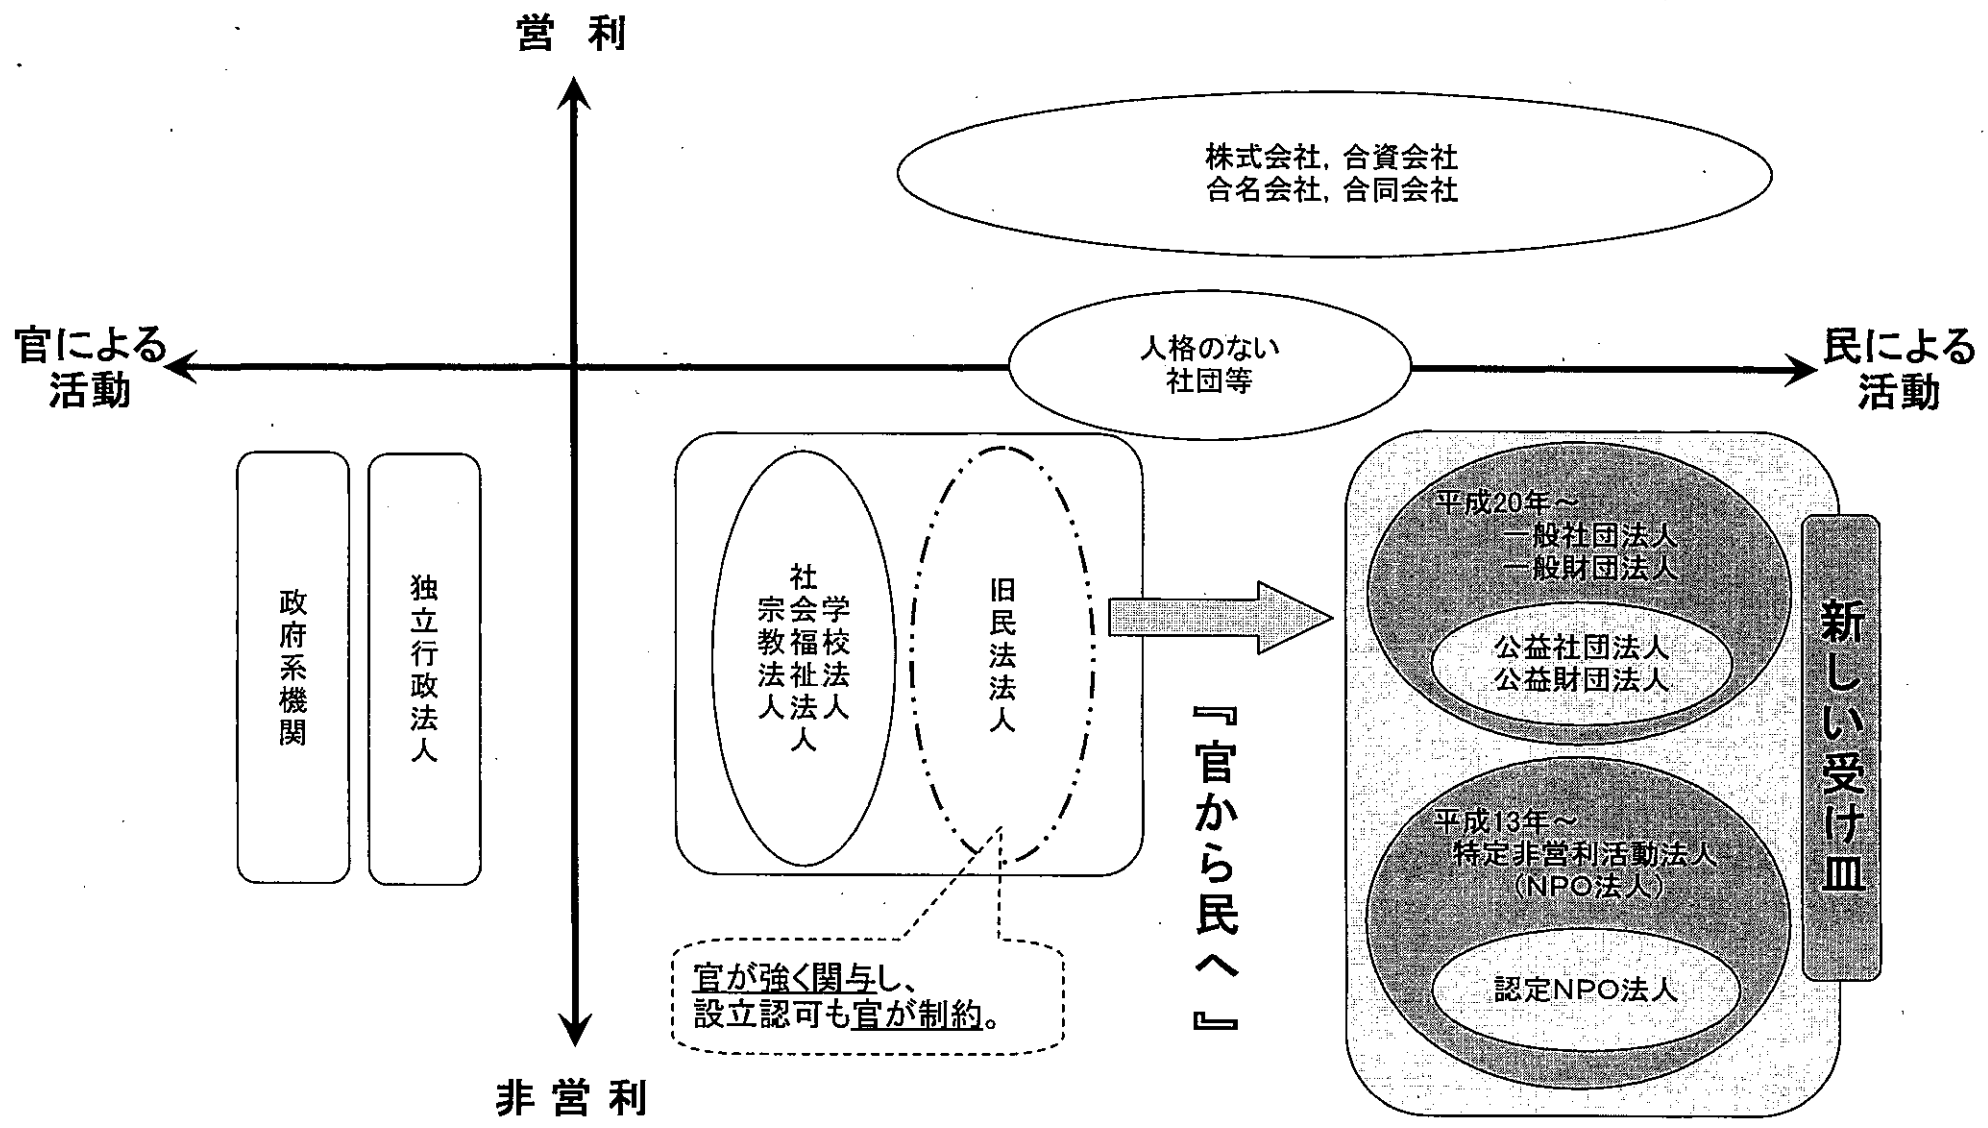 営 利
株式会社, 合資会社
合名会社, 合同会社
官による
活動
人格のない
社団等
民による
活動
政府系機関
独立行政法人
学校法人
社会福祉法人
宗教法人
旧民法法人
『官から民へ』
平成20年～
一般社団法人
一般財団法人
公益社団法人
公益財団法人
平成13年～
特定非営利活動法人
（NPO法人）
認定NPO法人
新しい受け皿
官が強く関与し、
設立認可も官が制約。
非 営 利